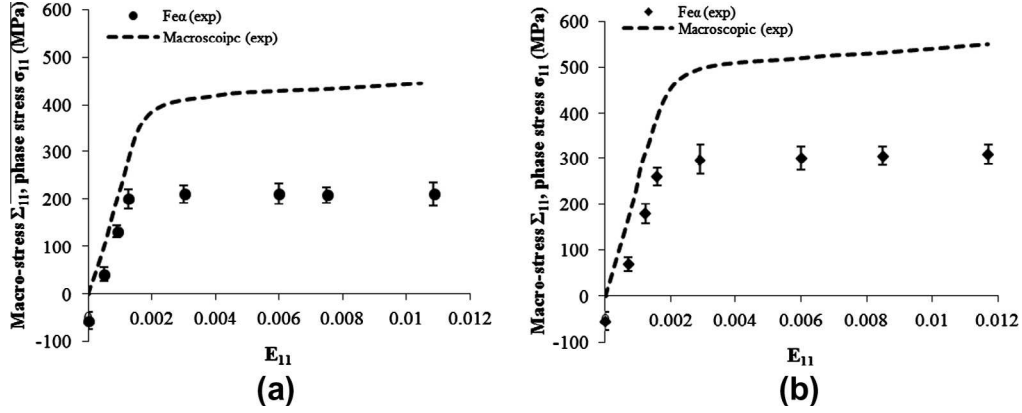 Macro-stress Σ11, phase stress σ11 (MPa)
600
500
400
300
200
100
0
-100
Feα (exp)
Macroscoipc (exp)
0 0.002 0.004 0.006 0.008 0.01 0.012
E11
(a)
Macro-stress Σ11, phase stress σ11 (MPa)
600
500
400
300
200
100
0
-100
Feα (exp)
Macroscopic (exp)
0 0.002 0.004 0.006 0.008 0.01 0.012
E11
(b)